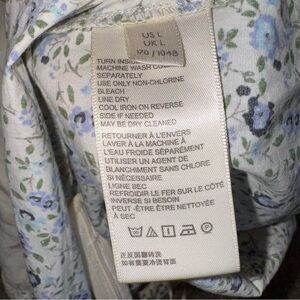 US L
UK L
170 / 104B
TURN INSIDE
MACHINE WASH COLD
SEPARATELY
USE ONLY NON-CHLORINE
BLEACH
LINE DRY
COOL IRON ON REVERSE
SIDE IF NEEDED
MAY BE DRY CLEANED
RETOURNER À L'ENVERS
LAVER À LA MACHINE À
L'EAU FROIDE SÉPARÉMENT
UTILISER UN AGENT DE
BLANCHIMENT SANS CHLORE
SI NÉCESSAIRE
LIGNE SEC
REFROIDIR LE FER SUR LE CÔTÉ
INVERSE SI BESOIN
PEUT -ÊTRE ÊTRE NETTOYÉE
À SEC